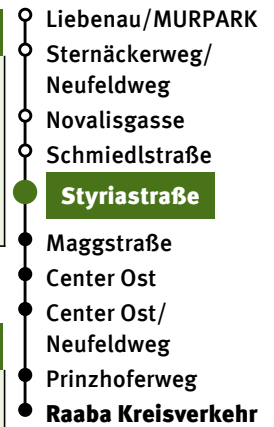 Liebenau/MURPARK
Sternäckerweg/
Neufeldweg
Novalisgasse
Schmiedlstraße
Styriastraße
Maggstraße
Center Ost
Center Ost/
Neufeldweg
Prinzhoferweg
Raaba Kreisverkehr